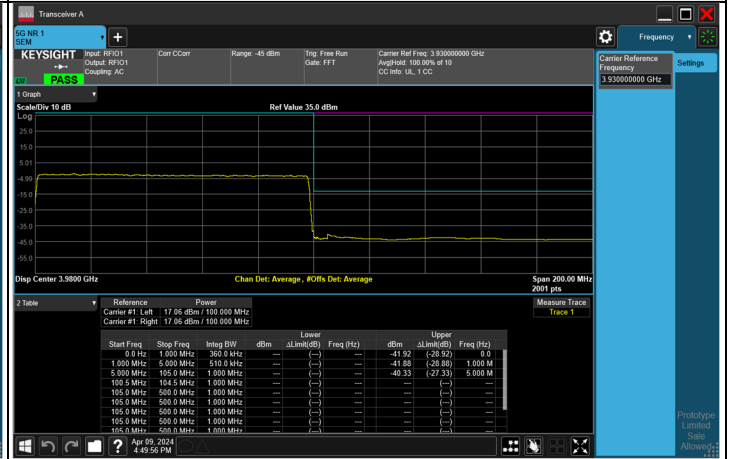 Transceiver A
5G NR 1
SEM
+
Frequency
KEYSIGHT
Input: RFIO1
Output: RFIO1
Coupling: AC
Corr CCorr
Range: -45 dBm
Trig: Free Run
Gate: FFT
Carrier Ref Freq: 3.930000000 GHz
Avg|Hold: 100.00% of 10
CC Info: UL, 1 CC
LXI
PASS
Carrier Reference
Frequency
3.930000000 GHz
Settings
1 Graph
Scale/Div 10 dB
Ref Value 35.0 dBm
Log
25.0
15.0
5.01
-4.99
-15.0
-25.0
-35.0
-45.0
-55.0
Disp Center 3.9800 GHz
Chan Det: Average , #Offs Det: Average
Span 200.00 MHz
2001 pts
2 Table
Reference Power
Carrier #1: Left 17.06 dBm / 100.000 MHz
Carrier #1: Right 17.06 dBm / 100.000 MHz
Measure Trace
Trace 1
Lower Upper
Start Freq Stop Freq Integ BW dBm ΔLimit(dB) Freq (Hz) dBm ΔLimit(dB) Freq (Hz)
0.0 Hz 1.000 MHz 360.0 kHz --- (---) --- -41.92 (-28.92) 0.0
1.000 MHz 5.000 MHz 510.0 kHz --- (---) --- -41.88 (-28.88) 1.000 M
5.000 MHz 105.0 MHz 1.000 MHz --- (---) --- -40.33 (-27.33) 5.000 M
100.5 MHz 104.5 MHz 1.000 MHz --- (---) --- --- (---) ---
105.0 MHz 500.0 MHz 1.000 MHz --- (---) --- --- (---) ---
105.0 MHz 500.0 MHz 1.000 MHz --- (---) --- --- (---) ---
105.0 MHz 500.0 MHz 1.000 MHz --- (---) --- --- (---) ---
105.0 MHz 500.0 MHz 1.000 MHz --- (---) --- --- (---) ---
105.0 MHz 500.0 MHz 1.000 MHz --- (---) --- --- (---) ---
Prototype
Limited
Sale
Allowed
?
Apr 09, 2024
4:49:56 PM